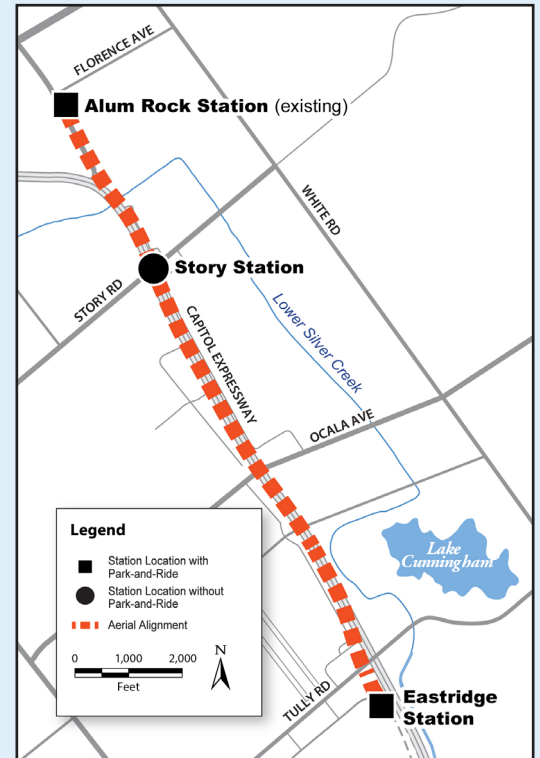 FLORENCE AVE
Alum Rock Station (existing)
WHITE RD
Story Station
STORY RD
CAPITOL EXPRESSWAY
Lower Silver Creek
OCALA AVE
Legend
Station Location with
Park-and-Ride
Station Location without
Park-and-Ride
Aerial Alignment
0 1,000 2,000
Feet
N
Lake
Cunningham
TULLY RD
Eastridge
Station